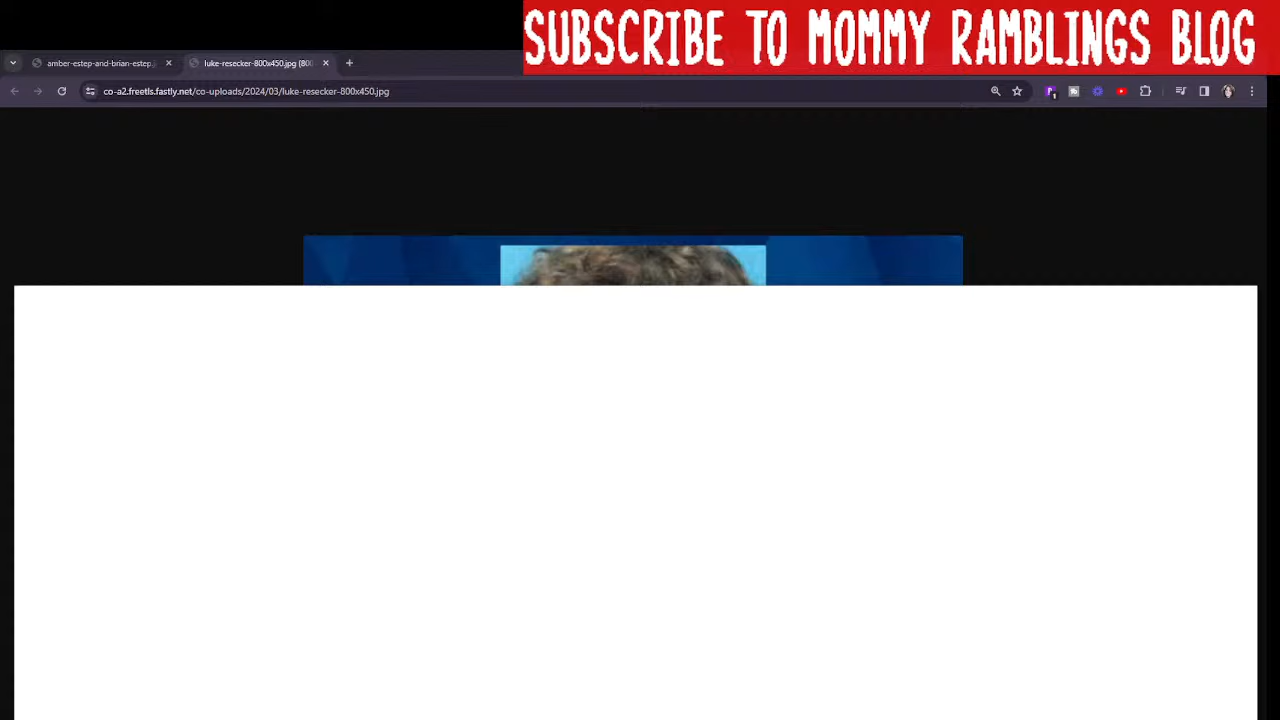 SUBSCRIBE TO MOMMY RAMBLINGS BLOG
amber-estep-and-brian-estep
luke-resecker-800x450.jpg (800
co-a2.freetls.fastly.net/co-uploads/2024/03/luke-resecker-800x450.jpg